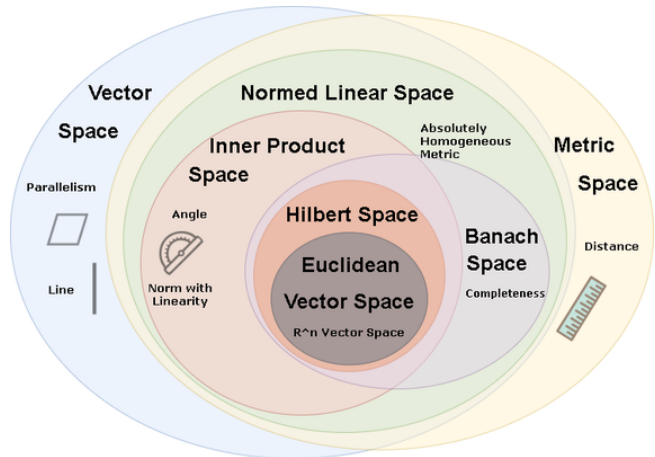 Vector
Space
Parallelism
Line
Normed Linear Space
Absolutely
Homogeneous
Metric
Inner Product
Space
Angle
Norm with
Linearity
Hilbert Space
Euclidean
Vector Space
R^n Vector Space
Banach
Space
Completeness
Metric
Space
Distance